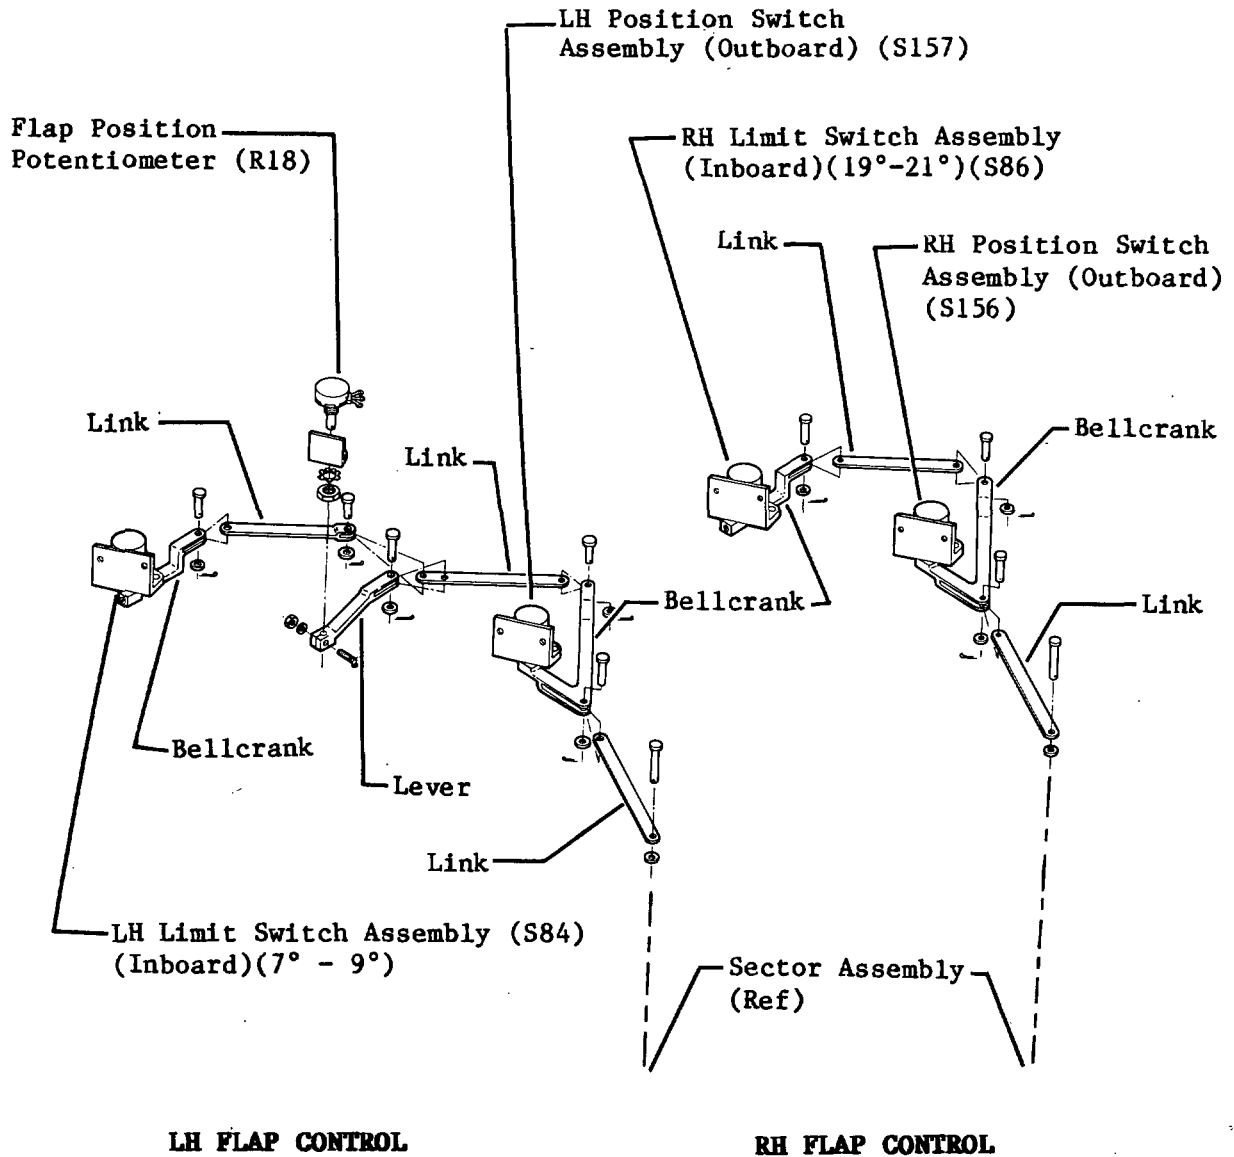 LH Position Switch
Assembly (Outboard) (S157)
Flap Position
Potentiometer (R18)
RH Limit Switch Assembly
(Inboard)(19°-21°)(S86)
Link
RH Position Switch
Assembly (Outboard)
(S156)
Link
Link
Bellcrank
Bellcrank
Link
Bellcrank
Lever
Link
LH Limit Switch Assembly (S84)
(Inboard)(7° - 9°)
Sector Assembly
(Ref)
LH FLAP CONTROL
RH FLAP CONTROL